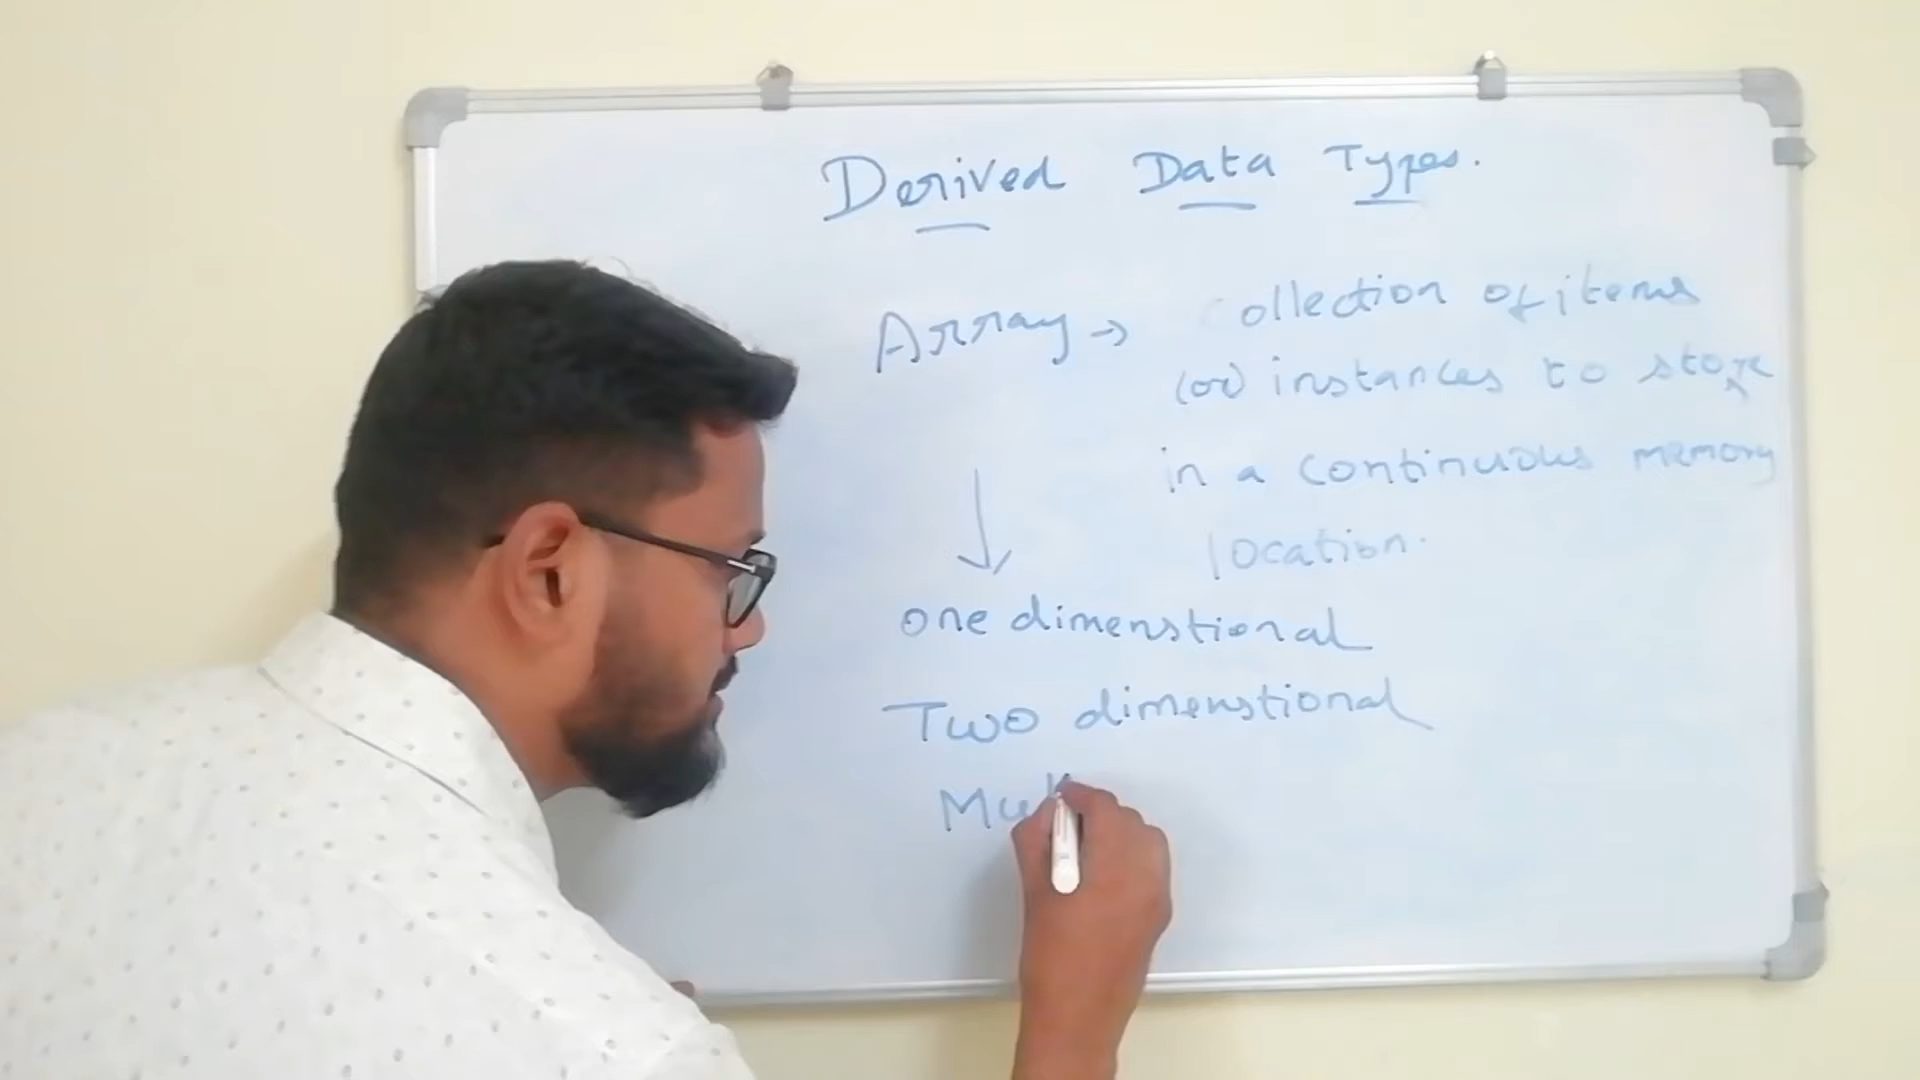 Derived Data Types.
Array → collection of items
(or) instances to store
in a continuous memory
location.
one dimenstional
Two dimenstional
Mul